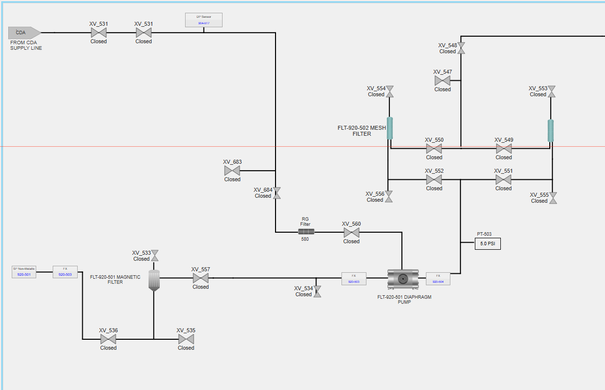 XV_531
Closed
XV_531
Closed
CDA
FROM CDA
SUPPLY LINE
XV_548
Closed
XV_547
Closed
XV_554
Closed
XV_553
Closed
FLT-920-502 MESH
FILTER
XV_550
Closed
XV_549
Closed
XV_552
Closed
XV_551
Closed
XV_556
Closed
XV_555
Closed
XV_683
Closed
XV_684
Closed
RG
Filter
580
XV_560
Closed
PT-503
5.0 PSI
XV_533
Closed
FLT-920-501 MAGNETIC
FILTER
XV_557
Closed
XV_534
Closed
FLT-920-501 DIAPHRAGM
PUMP
XV_536
Closed
XV_535
Closed